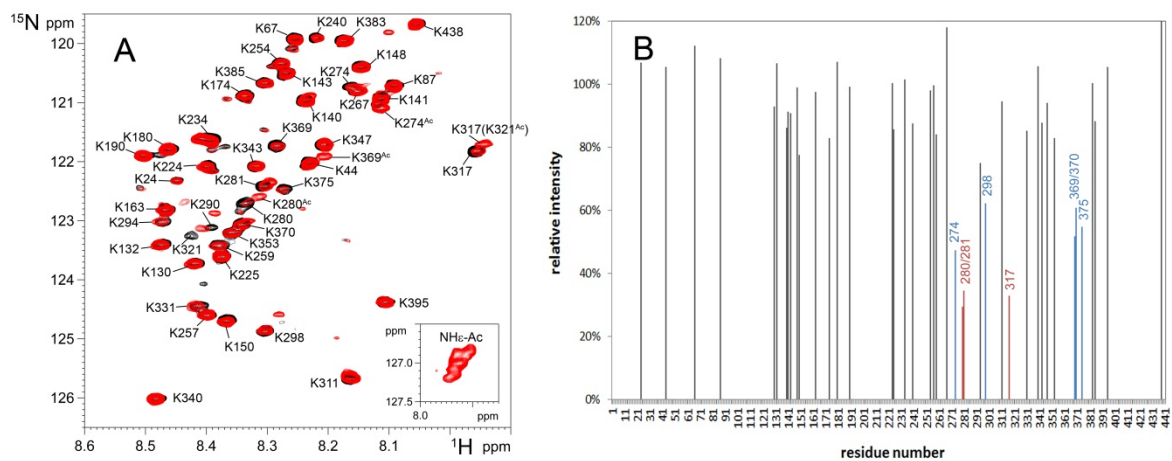 15N ppm
A
120
121
122
123
124
125
126
8.6
8.5
8.4
8.3
8.2
8.1
1H
ppm
K67
K240
K383
K438
K254
K148
K385
K143
K274
K87
K174
K267
K141
K140
K274Ac
K234
K317(K321Ac)
K180
K369
K347
K190
K343
K369Ac
K317
K224
K44
K24
K281
K375
K163
K280Ac
K290
K280
K294
K370
K321
K353
K132
K259
K130
K225
K395
K331
K257
K150
K298
K311
K340
NHε-Ac
ppm
127.0
127.5
8.0
ppm
B
relative intensity
120%
100%
80%
60%
40%
20%
0%
274
280/281
298
317
369/370
375
1 11 21 31 41 51 61 71 81 91 101 111 121 131 141 151 161 171 181 191 201 211 221 231 241 251 261 271 281 291 301 311 321 331 341 351 361 371 381 391 401 411 421 431 441
residue number